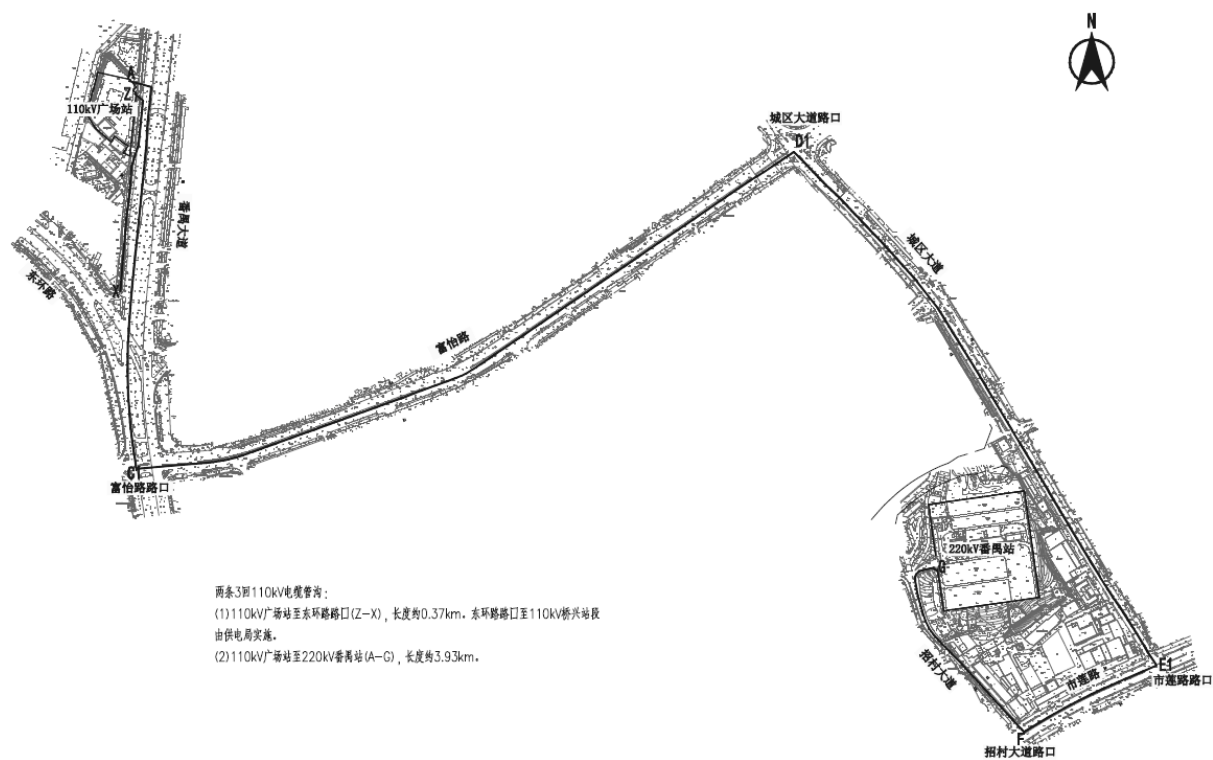 N
A
Z
110kV广场站
番禺大道
东环路
X
C1
富怡路路口
富怡路
城区大道路口
D1
城区大道
220kV番禺站
G
招村大道
市莲路
E1
市莲路路口
F
招村大道路口
两条3回110kV电缆管沟:
(1)110kV广场站至东环路路口(Z-X),长度约0.37km。东环路路口至110kV桥兴站段
由供电局实施。
(2)110kV广场站至220kV番禺站(A-G),长度约3.93km。